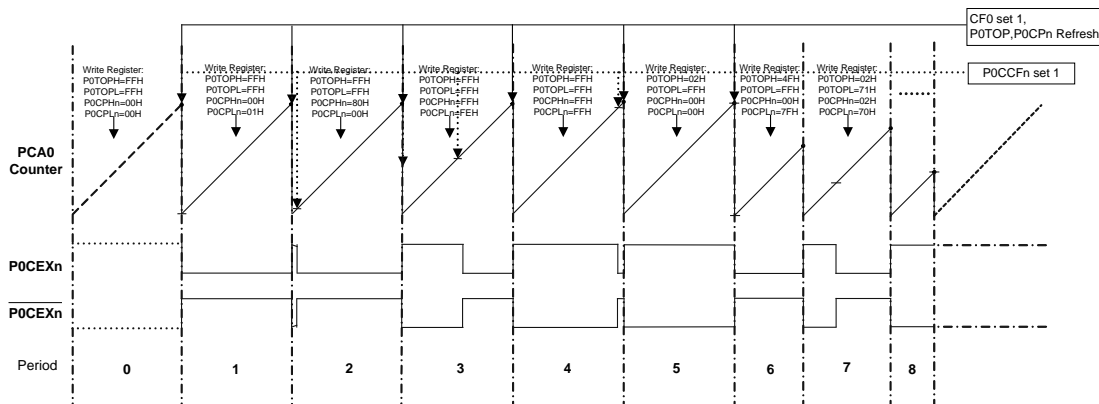 CF0 set 1,
P0TOP,P0CPn Refresh
P0CCFn set 1
Write Register:
P0TOPH=FFH
P0TOPL=FFH
P0CPHn=00H
P0CPLn=00H
Write Register:
P0TOPH=FFH
P0TOPL=FFH
P0CPHn=00H
P0CPLn=01H
Write Register:
P0TOPH=FFH
P0TOPL=FFH
P0CPHn=80H
P0CPLn=00H
Write Register:
P0TOPH=FFH
P0TOPL=FFH
P0CPHn=FFH
P0CPLn=FEH
Write Register:
P0TOPH=FFH
P0TOPL=FFH
P0CPHn=FFH
P0CPLn=FFH
Write Register:
P0TOPH=02H
P0TOPL=FFH
P0CPHn=00H
P0CPLn=00H
Write Register:
P0TOPH=4FH
P0TOPL=FFH
P0CPHn=00H
P0CPLn=7FH
Write Register:
P0TOPH=02H
P0TOPL=71H
P0CPHn=02H
P0CPLn=70H
PCA0
Counter
P0CEXn
P0CEXn
Period 0 1 2 3 4 5 6 7 8